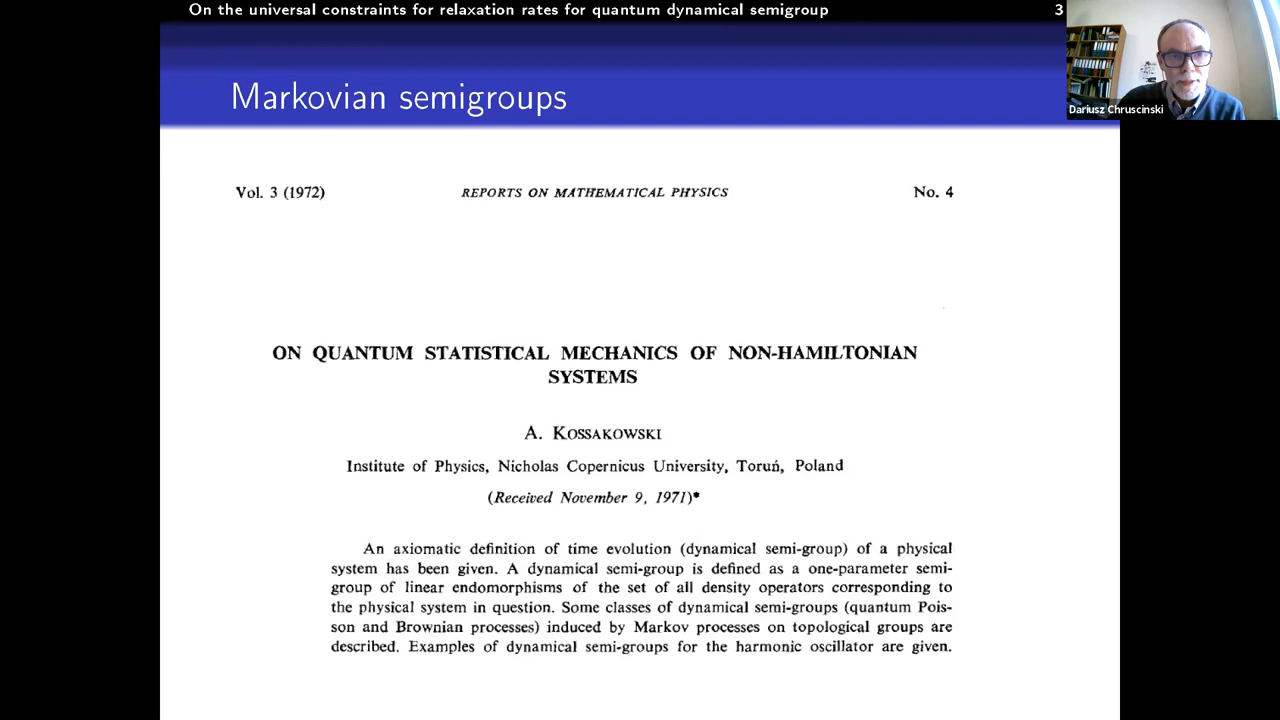 On the universal constraints for relaxation rates for quantum dynamical semigroup 3
Dariusz Chruscinski
Markovian semigroups
Vol. 3 (1972) REPORTS ON MATHEMATICAL PHYSICS No. 4
ON QUANTUM STATISTICAL MECHANICS OF NON-HAMILTONIAN
SYSTEMS
A. KOSSAKOWSKI
Institute of Physics, Nicholas Copernicus University, Toruń, Poland
(Received November 9, 1971)*
An axiomatic definition of time evolution (dynamical semi-group) of a physical
system has been given. A dynamical semi-group is defined as a one-parameter semi-
group of linear endomorphisms of the set of all density operators corresponding to
the physical system in question. Some classes of dynamical semi-groups (quantum Pois-
son and Brownian processes) induced by Markov processes on topological groups are
described. Examples of dynamical semi-groups for the harmonic oscillator are given.